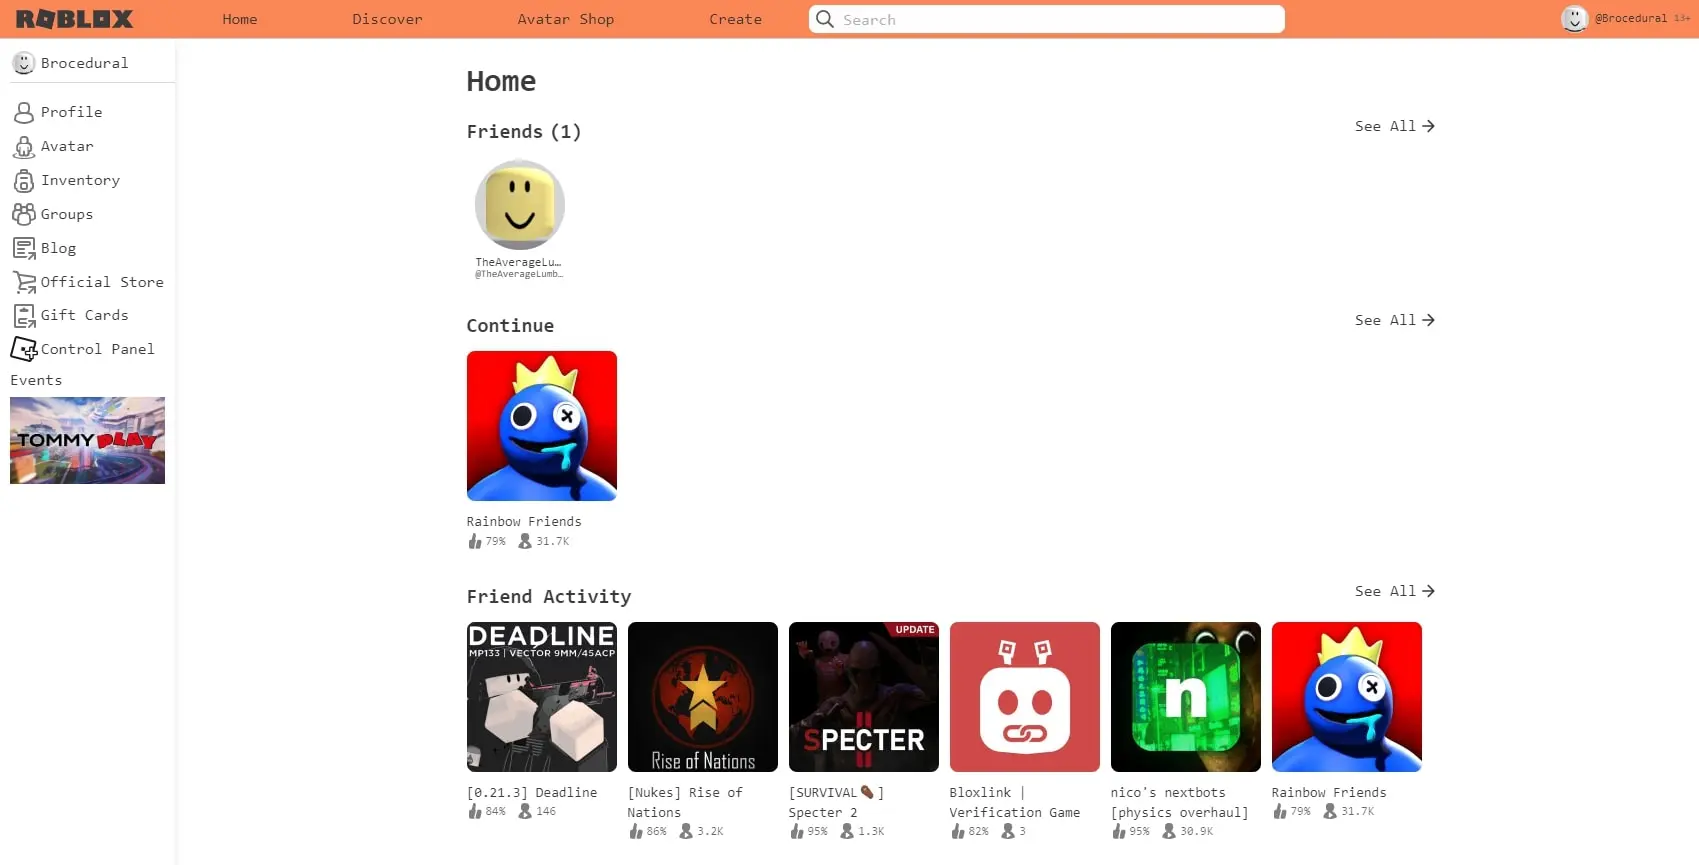 ROBLOX
Home
Discover
Avatar Shop
Create
Search
@Brocedural 13+
Brocedural
Profile
Avatar
Inventory
Groups
Blog
Official Store
Gift Cards
Control Panel
Events
TOMMY PLAY
Home
Friends (1)
See All
TheAverageLu…
@TheAverageLumb…
Continue
See All
Rainbow Friends
79% 31.7K
Friend Activity
See All
DEADLINE
MP133 | VECTOR 9MM/45ACP
[0.21.3] Deadline
84% 146
Rise of Nations
[Nukes] Rise of
Nations
86% 3.2K
UPDATE
SPECTER
II
[SURVIVAL⚰️]
Specter 2
95% 1.3K
Bloxlink |
Verification Game
82% 3
n
nico's nextbots
[physics overhaul]
95% 30.9K
Rainbow Friends
79% 31.7K